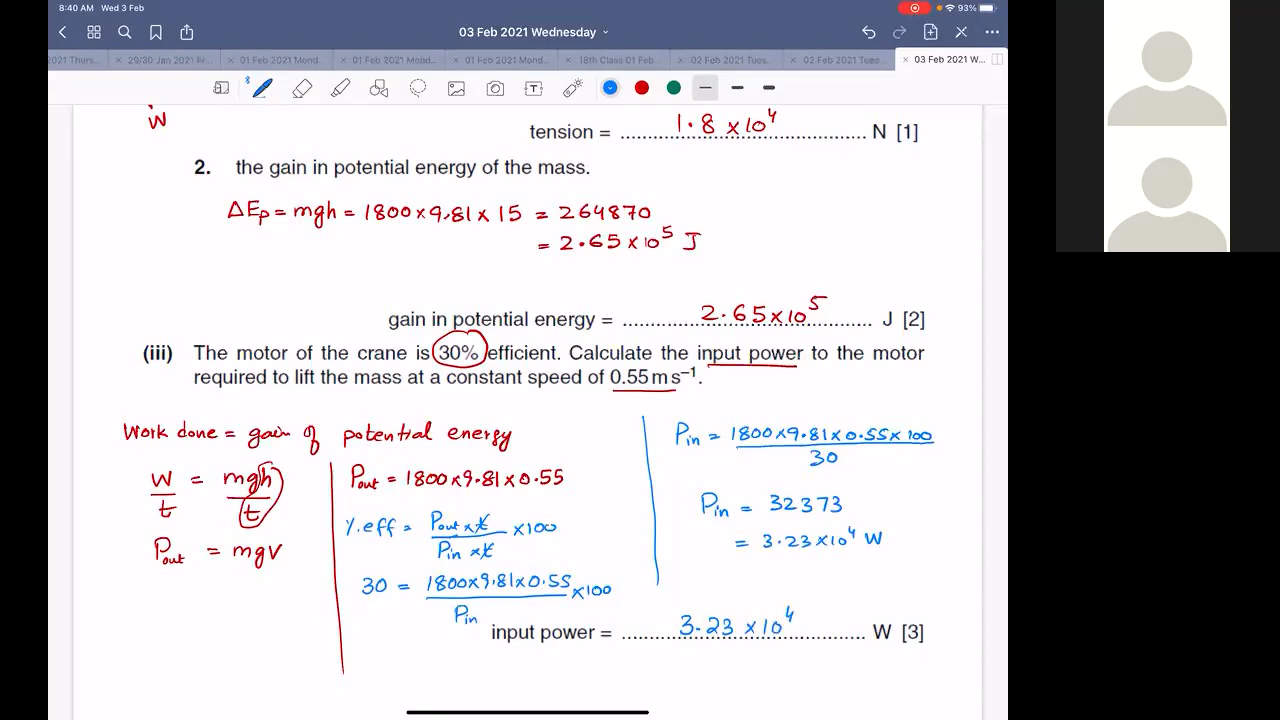 8:40 AM Wed 3 Feb
93%
03 Feb 2021 Wednesday
2021 Thurs...
29/30 Jan 2021 Fri...
01 Feb 2021 Mond...
01 Feb 2021 Mond...
01 Feb 2021 Mond...
18th Class 01 Feb...
02 Feb 2021 Tues...
02 Feb 2021 Tues...
03 Feb 2021 W...
W
tension = 1.8 × 10⁴ N [1]
2. the gain in potential energy of the mass.
ΔEₚ = mgh = 1800 × 9.81 × 15 = 264870
= 2.65 × 10⁵ J
gain in potential energy = 2.65 × 10⁵ J [2]
(iii) The motor of the crane is 30% efficient. Calculate the input power to the motor
required to lift the mass at a constant speed of 0.55 m s⁻¹.
Work done = gain of potential energy
W/t = mgh/t
Pout = mgv
Pout = 1800 × 9.81 × 0.55
%.eff = Pout × t / Pin × t × 100
30 = 1800 × 9.81 × 0.55 / Pin × 100
Pin = 1800 × 9.81 × 0.55 × 100 / 30
Pin = 32373
= 3.23 × 10⁴ W
input power = 3.23 × 10⁴ W [3]